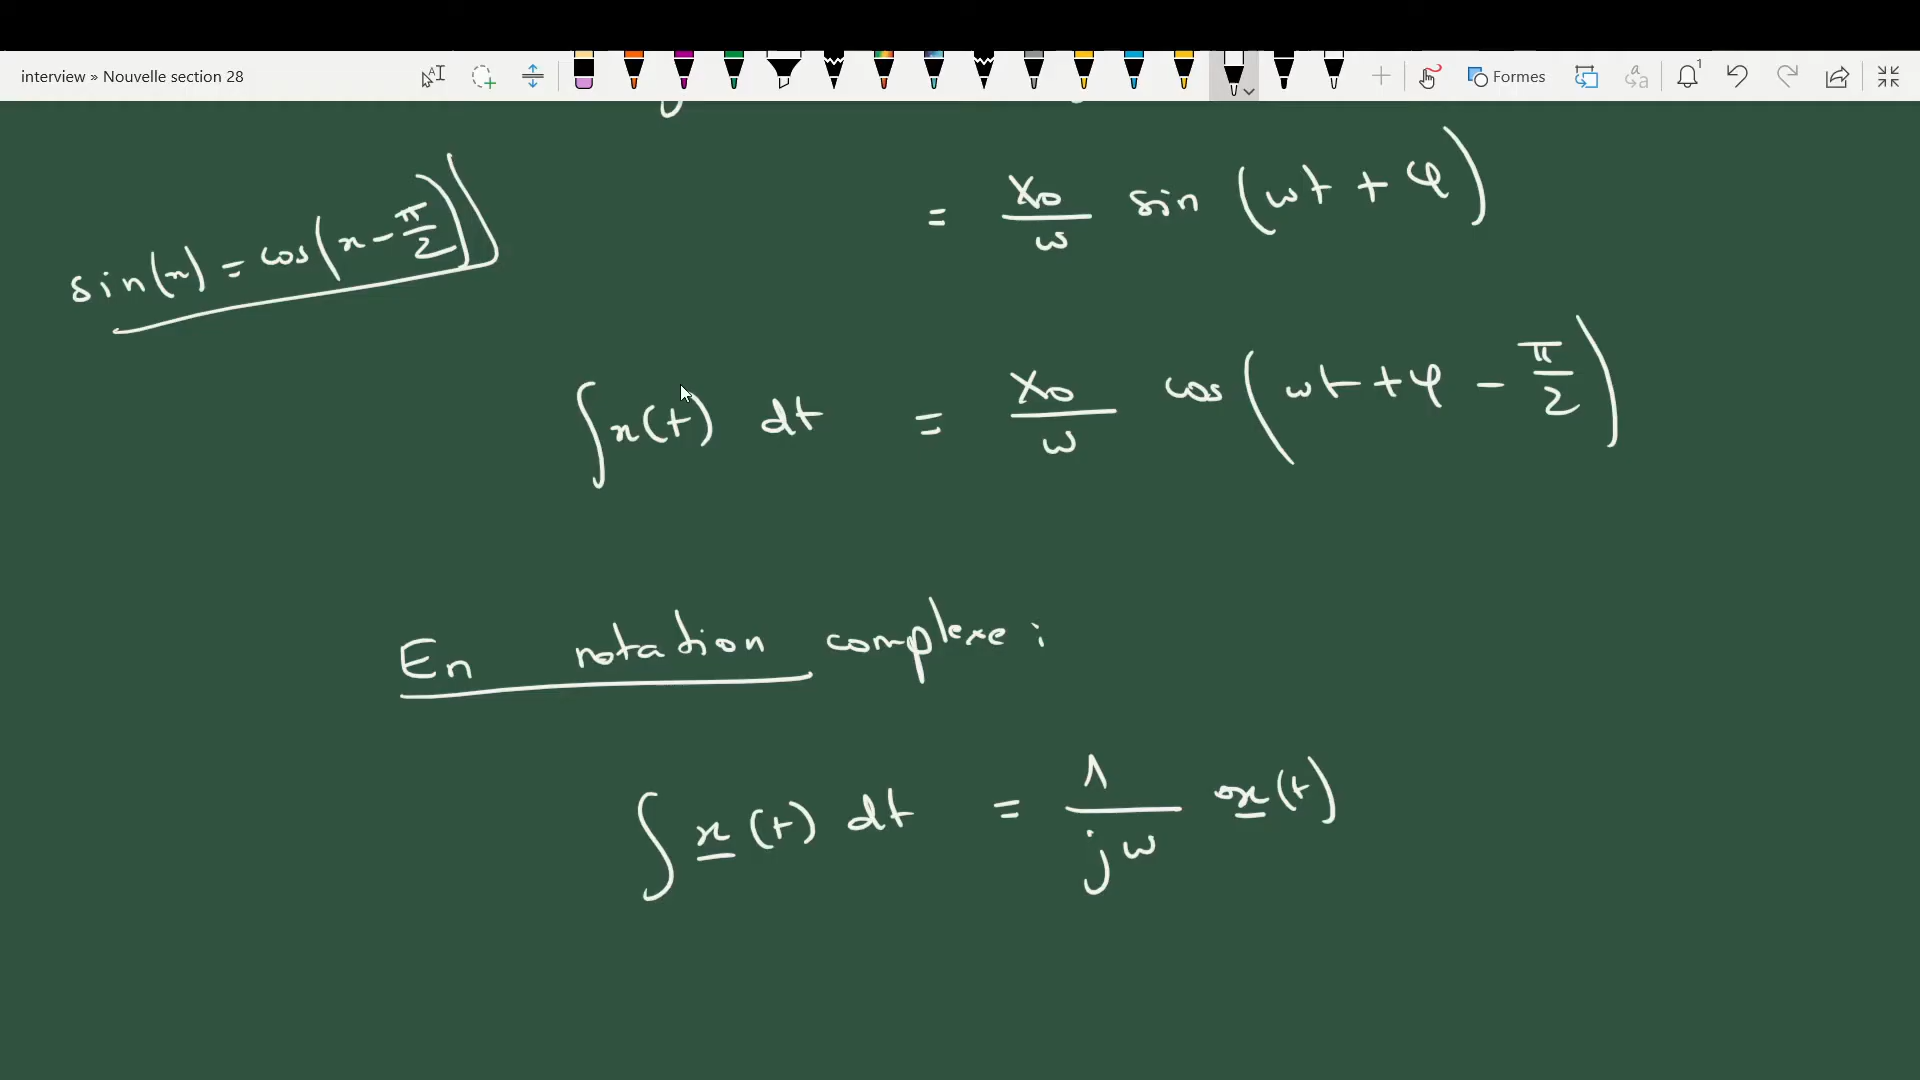 interview » Nouvelle section 28
Formes
1
= X₀/ω sin (ωt + φ)
sin(x) = cos(x - π/2)
∫x(t) dt = X₀/ω cos(ωt + φ - π/2)
En notation complexe :
∫x(t) dt = 1/jω x(t)